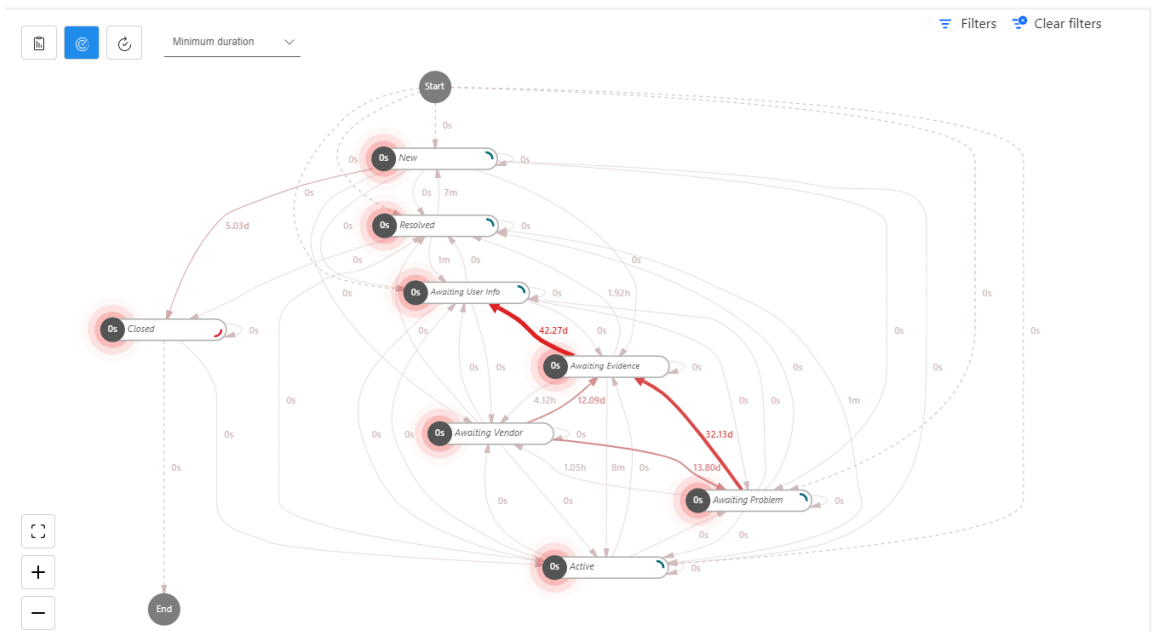 Filters Clear filters
Minimum duration
Start
0s
0s New 0s
0s
0s 0s 7m
5.03d 0s 0s Resolved 0s
0s 1m 0s 0s
0s 0s Awaiting User Info 0s 1.92h 0s
0s Closed 0s 0s 42.27d 0s 0s 0s
0s 0s 0s Awaiting Evidence 0s 0s 0s
0s 4.12h 12.09d 0s 0s 1m
0s 0s 0s 0s Awaiting Vendor 0s 32.13d
0s 1.05h 8m 0s 13.80d
0s 0s 0s Awaiting Problem 0s
0s 0s
0s Active 0s
End